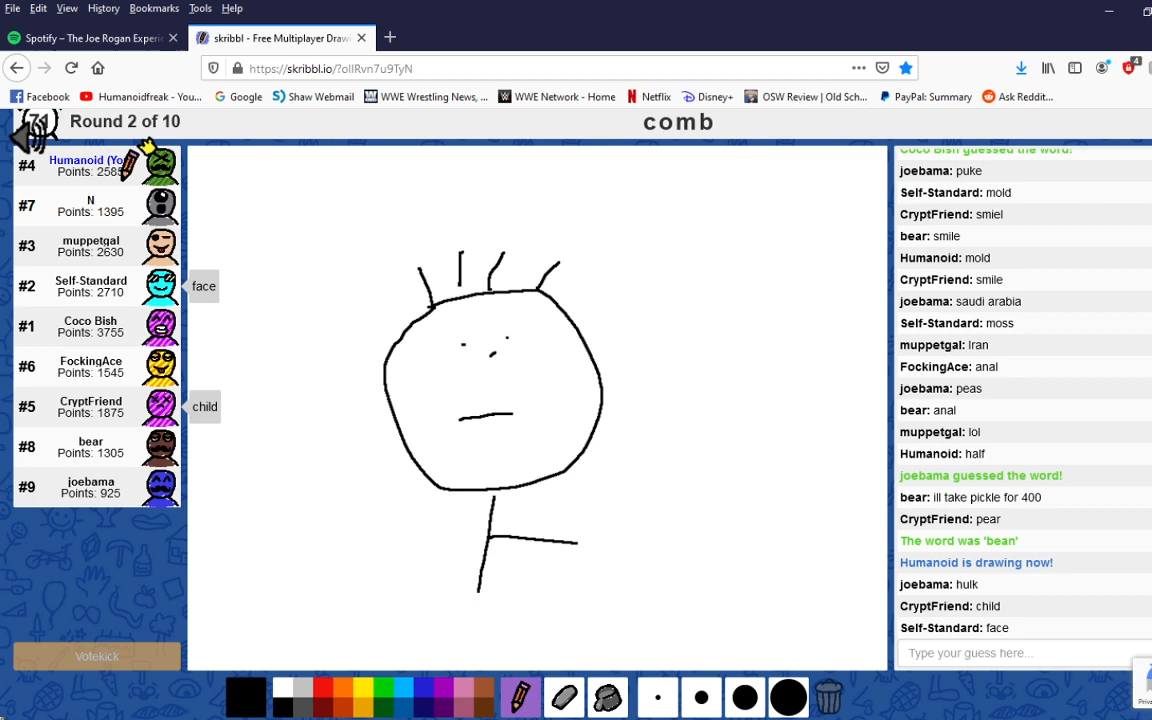 File Edit View History Bookmarks Tools Help
Spotify – The Joe Rogan Experie
skribbl - Free Multiplayer Drawi
https://skribbl.io/?ollRvn7u9TyN
4
Facebook Humanoidfreak - You... Google Shaw Webmail WWE Wrestling News, ... WWE Network - Home Netflix Disney+ OSW Review | Old Sch... PayPal: Summary Ask Reddit...
Round 2 of 10
comb
#4 Humanoid (Yo
Points: 2585
#7 N
Points: 1395
#3 muppetgal
Points: 2630
#2 Self-Standard
Points: 2710
face
#1 Coco Bish
Points: 3755
#6 FockingAce
Points: 1545
#5 CryptFriend
Points: 1875
child
#8 bear
Points: 1305
#9 joebama
Points: 925
Votekick
Coco Bish guessed the word!
joebama: puke
Self-Standard: mold
CryptFriend: smiel
bear: smile
Humanoid: mold
CryptFriend: smile
joebama: saudi arabia
Self-Standard: moss
muppetgal: Iran
FockingAce: anal
joebama: peas
bear: anal
muppetgal: lol
Humanoid: half
joebama guessed the word!
bear: ill take pickle for 400
CryptFriend: pear
The word was 'bean'
Humanoid is drawing now!
joebama: hulk
CryptFriend: child
Self-Standard: face
Type your guess here...
Priva